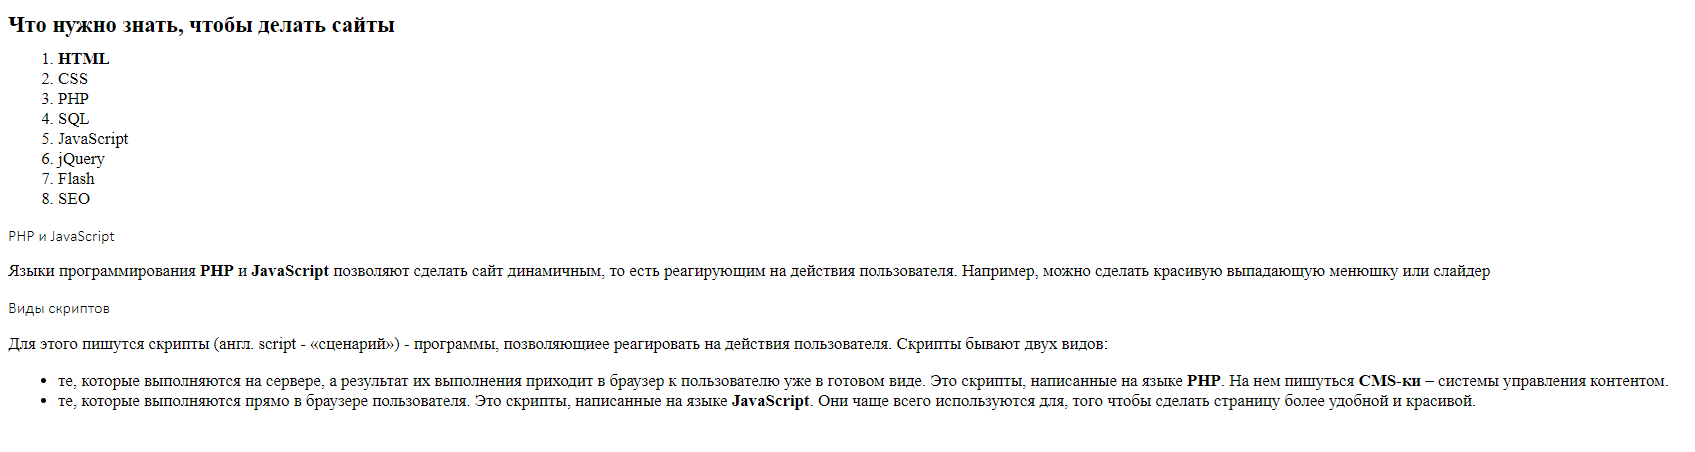 Что нужно знать, чтобы делать сайты
1. HTML
2. CSS
3. PHP
4. SQL
5. JavaScript
6. jQuery
7. Flash
8. SEO
PHP и JavaScript
Языки программирования PHP и JavaScript позволяют сделать сайт динамичным, то есть реагирующим на действия пользователя. Например, можно сделать красивую выпадающую менюшку или слайдер
Виды скриптов
Для этого пишутся скрипты (англ. script - «сценарий») - программы, позволяющиее реагировать на действия пользователя. Скрипты бывают двух видов:
• те, которые выполняются на сервере, а результат их выполнения приходит в браузер к пользователю уже в готовом виде. Это скрипты, написанные на языке PHP. На нем пишуться CMS-ки – системы управления контентом.
• те, которые выполняются прямо в браузере пользователя. Это скрипты, написанные на языке JavaScript. Они чаще всего используются для, того чтобы сделать страницу более удобной и красивой.